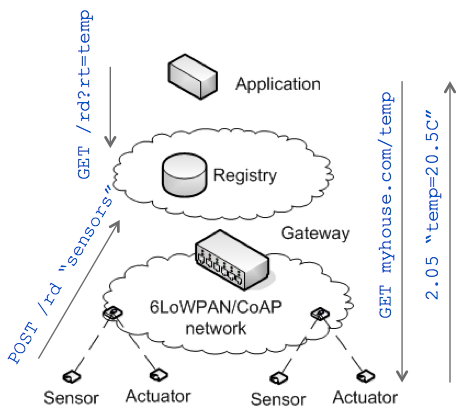 GET /rd?rt=temp
Application
Registry
POST /rd “sensors”
Gateway
6LoWPAN/CoAP
network
GET myhouse.com/temp
2.05 “temp=20.5C”
Sensor
Actuator
Sensor
Actuator